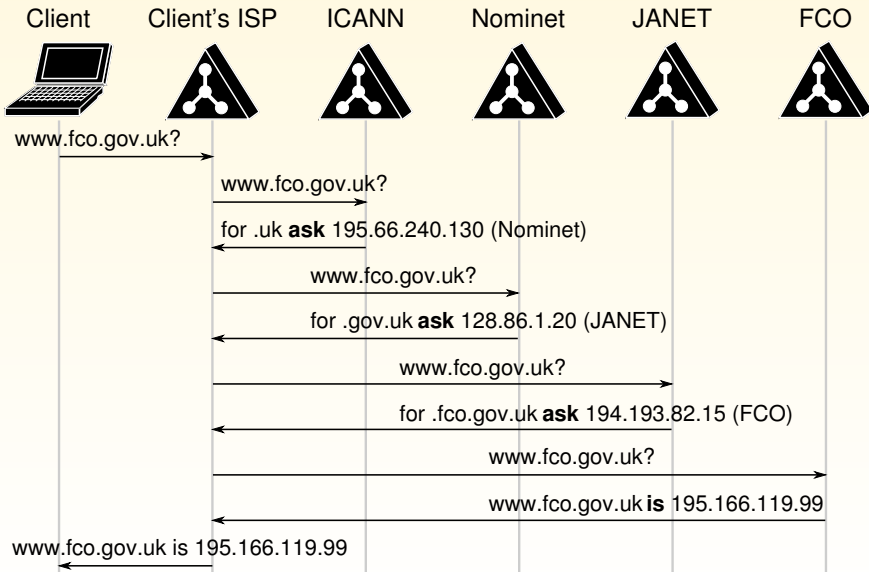 Client Client's ISP ICANN Nominet JANET FCO
www.fco.gov.uk?
www.fco.gov.uk?
for .uk ask 195.66.240.130 (Nominet)
www.fco.gov.uk?
for .gov.uk ask 128.86.1.20 (JANET)
www.fco.gov.uk?
for .fco.gov.uk ask 194.193.82.15 (FCO)
www.fco.gov.uk?
www.fco.gov.uk is 195.166.119.99
www.fco.gov.uk is 195.166.119.99